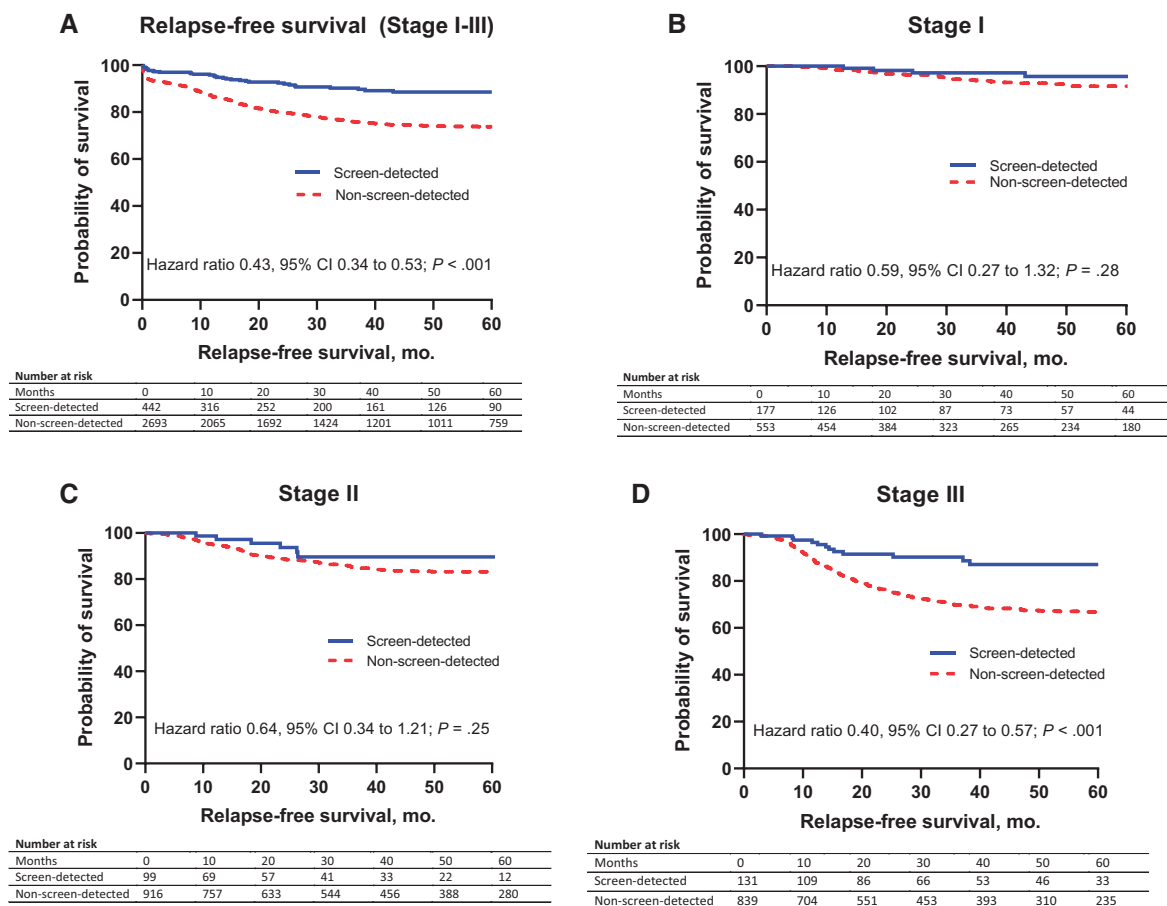 A Relapse-free survival (Stage I-III)
Probability of survival
100
80
60
40
20
0
Screen-detected
Non-screen-detected
Hazard ratio 0.43, 95% CI 0.34 to 0.53; P < .001
0 10 20 30 40 50 60
Relapse-free survival, mo.
Number at risk
Months 0 10 20 30 40 50 60
Screen-detected 442 316 252 200 161 126 90
Non-screen-detected 2693 2065 1692 1424 1201 1011 759
B Stage I
Probability of survival
100
80
60
40
20
0
Screen-detected
Non-screen-detected
Hazard ratio 0.59, 95% CI 0.27 to 1.32; P = .28
0 10 20 30 40 50 60
Relapse-free survival, mo.
Number at risk
Months 0 10 20 30 40 50 60
Screen-detected 177 126 102 87 73 57 44
Non-screen-detected 553 454 384 323 265 234 180
C Stage II
Probability of survival
100
80
60
40
20
0
Screen-detected
Non-screen-detected
Hazard ratio 0.64, 95% CI 0.34 to 1.21; P = .25
0 10 20 30 40 50 60
Relapse-free survival, mo.
Number at risk
Months 0 10 20 30 40 50 60
Screen-detected 99 69 57 41 33 22 12
Non-screen-detected 916 757 633 544 456 388 280
D Stage III
Probability of survival
100
80
60
40
20
0
Screen-detected
Non-screen-detected
Hazard ratio 0.40, 95% CI 0.27 to 0.57; P < .001
0 10 20 30 40 50 60
Relapse-free survival, mo.
Number at risk
Months 0 10 20 30 40 50 60
Screen-detected 131 109 86 66 53 46 33
Non-screen-detected 839 704 551 453 393 310 235